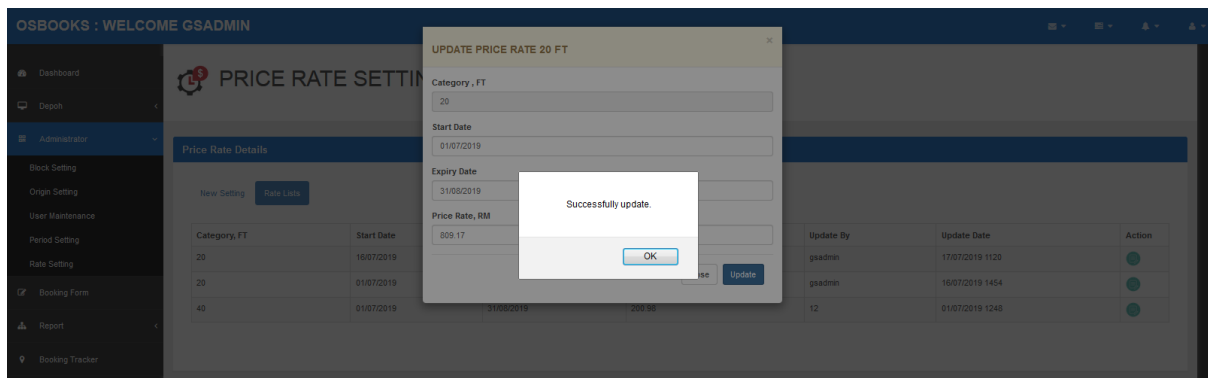 OSBOOKS : WELCOME GSADMIN
Dashboard
Depoh
Administrator
Block Setting
Origin Setting
User Maintenance
Period Setting
Rate Setting
Booking Form
Report
Booking Tracker
PRICE RATE SETTIN
Price Rate Details
New Setting Rate Lists
Category, FT Start Date Update By Update Date Action
20 16/07/2019 gsadmin 17/07/2019 1120
20 01/07/2019 gsadmin 16/07/2019 1454
40 01/07/2019 31/08/2019 200.98 12 01/07/2019 1248
UPDATE PRICE RATE 20 FT ×
Category , FT
20
Start Date
01/07/2019
Expiry Date
31/08/2019
Price Rate, RM
809.17
Update
Successfully update.
OK